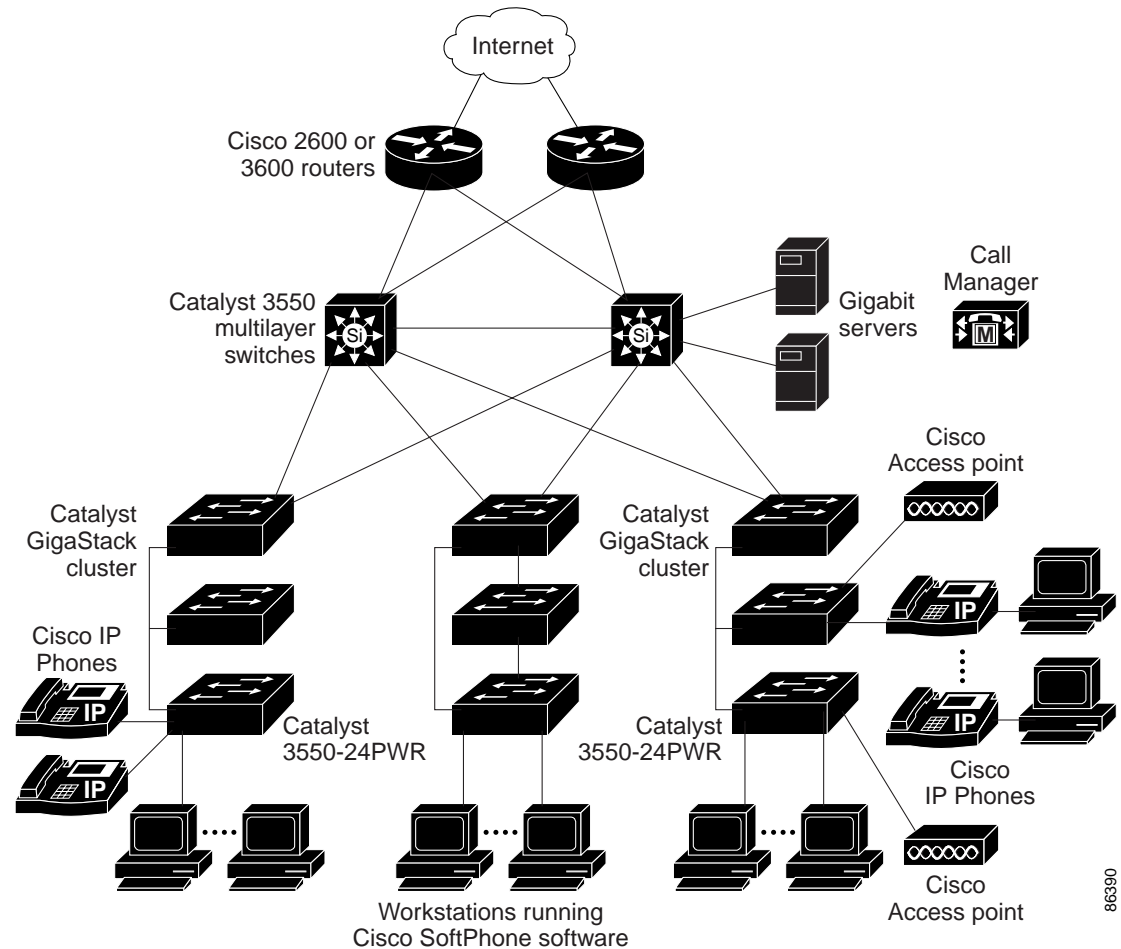 Internet
Cisco 2600 or
3600 routers
Catalyst 3550
multilayer
switches
Si
Si
Gigabit
servers
Call
Manager
M
Cisco
Access point
Catalyst
GigaStack
cluster
Catalyst
GigaStack
cluster
IP
Cisco IP
Phones
IP
IP
IP
Catalyst
3550-24PWR
Catalyst
3550-24PWR
Cisco
IP Phones
Workstations running
Cisco SoftPhone software
Cisco
Access point
86390